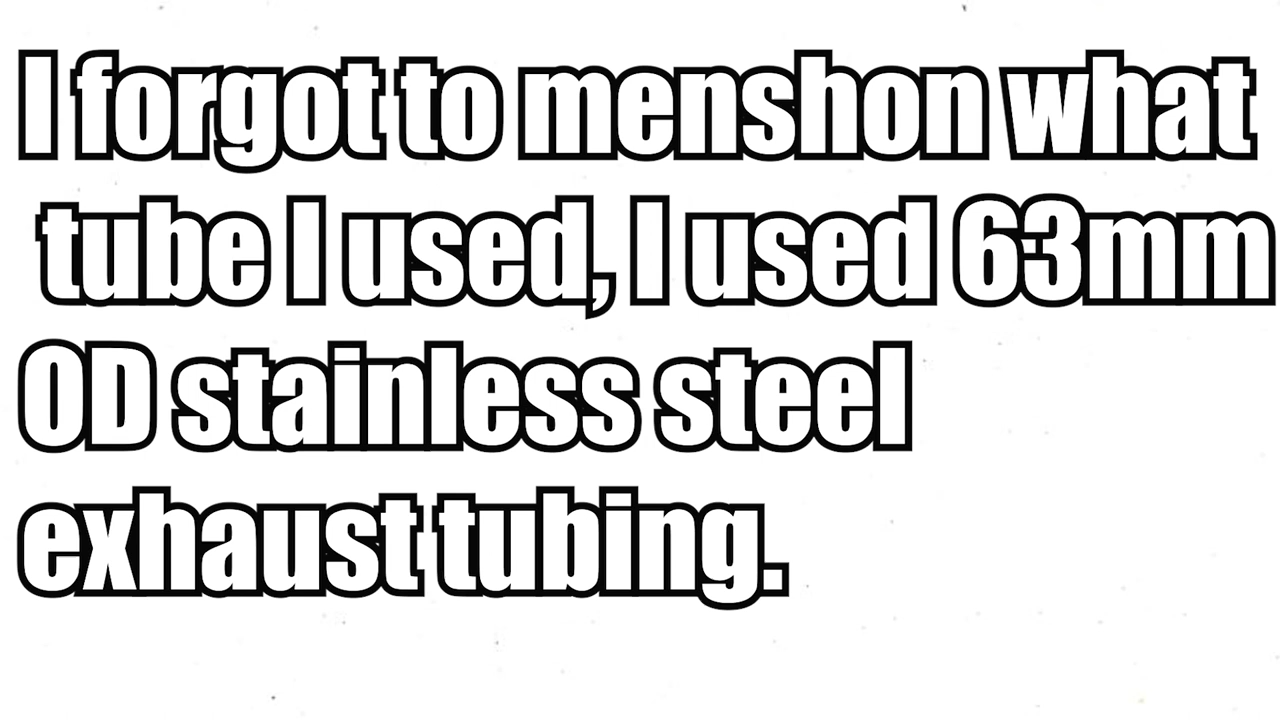 I forgot to menshon what
tube I used, I used 63mm
OD stainless steel
exhaust tubing.